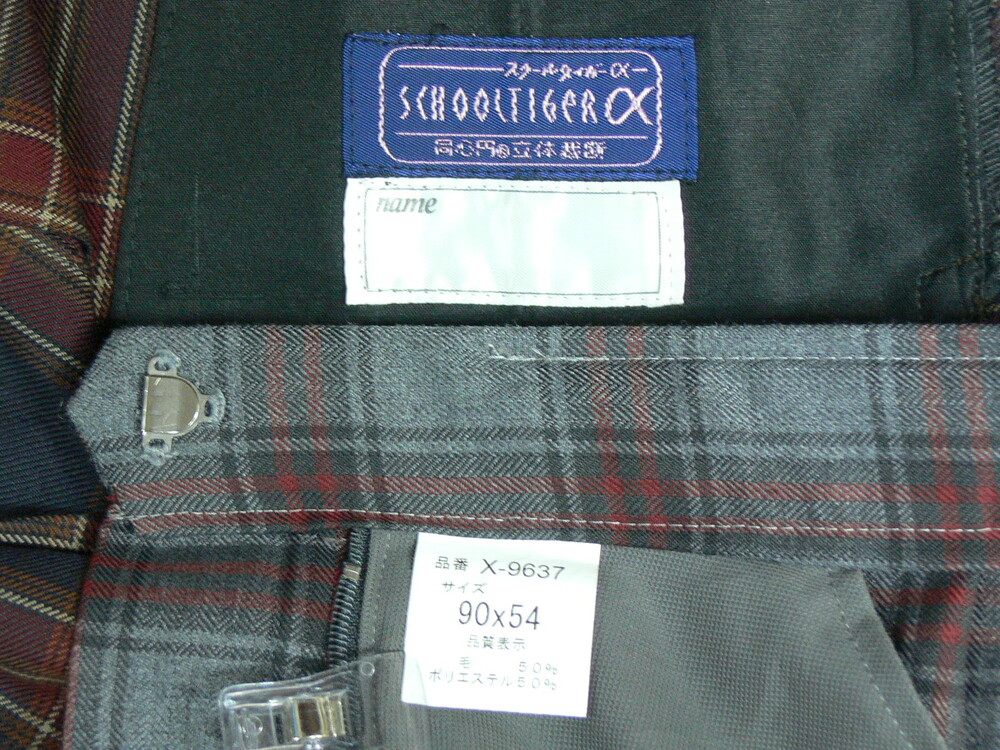 スクールタイガーα
SCHOOLTIGERα
同心円の立体裁断
name
品番 X-9637
サイズ
90x54
品質表示
毛 50%
ポリエステル50%